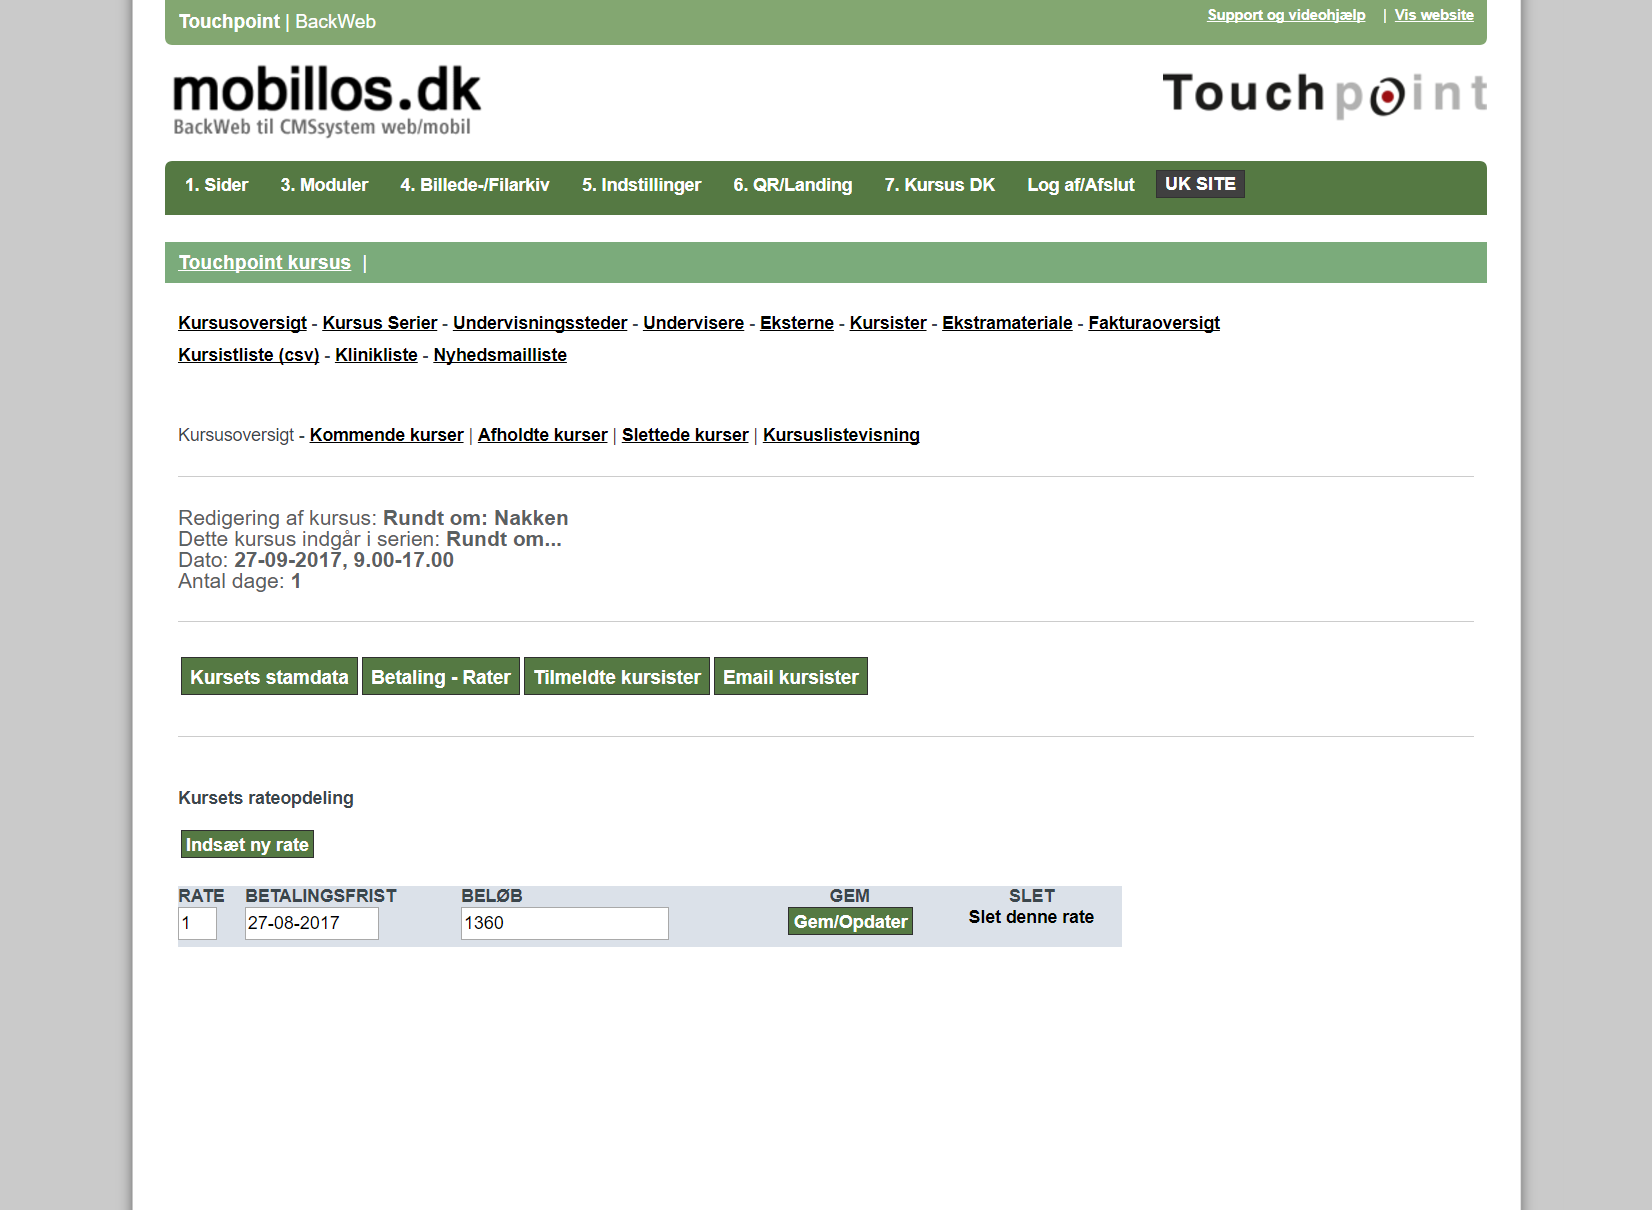 Touchpoint | BackWeb
Support og videohjælp | Vis website
mobillos.dk
BackWeb til CMSsystem web/mobil
Touchpoint
1. Sider 3. Moduler 4. Billede-/Filarkiv 5. Indstillinger 6. QR/Landing 7. Kursus DK Log af/Afslut UK SITE
Touchpoint kursus |
Kursusoversigt - Kursus Serier - Undervisningssteder - Undervisere - Eksterne - Kursister - Ekstramateriale - Fakturaoversigt
Kursistliste (csv) - Klinikliste - Nyhedsmailliste
Kursusoversigt - Kommende kurser | Afholdte kurser | Slettede kurser | Kursuslistevisning
Redigering af kursus: Rundt om: Nakken
Dette kursus indgår i serien: Rundt om...
Dato: 27-09-2017, 9.00-17.00
Antal dage: 1
Kursets stamdata Betaling - Rater Tilmeldte kursister Email kursister
Kursets rateopdeling
Indsæt ny rate
RATE BETALINGSFRIST BELØB GEM SLET
1 27-08-2017 1360 Gem/Opdater Slet denne rate